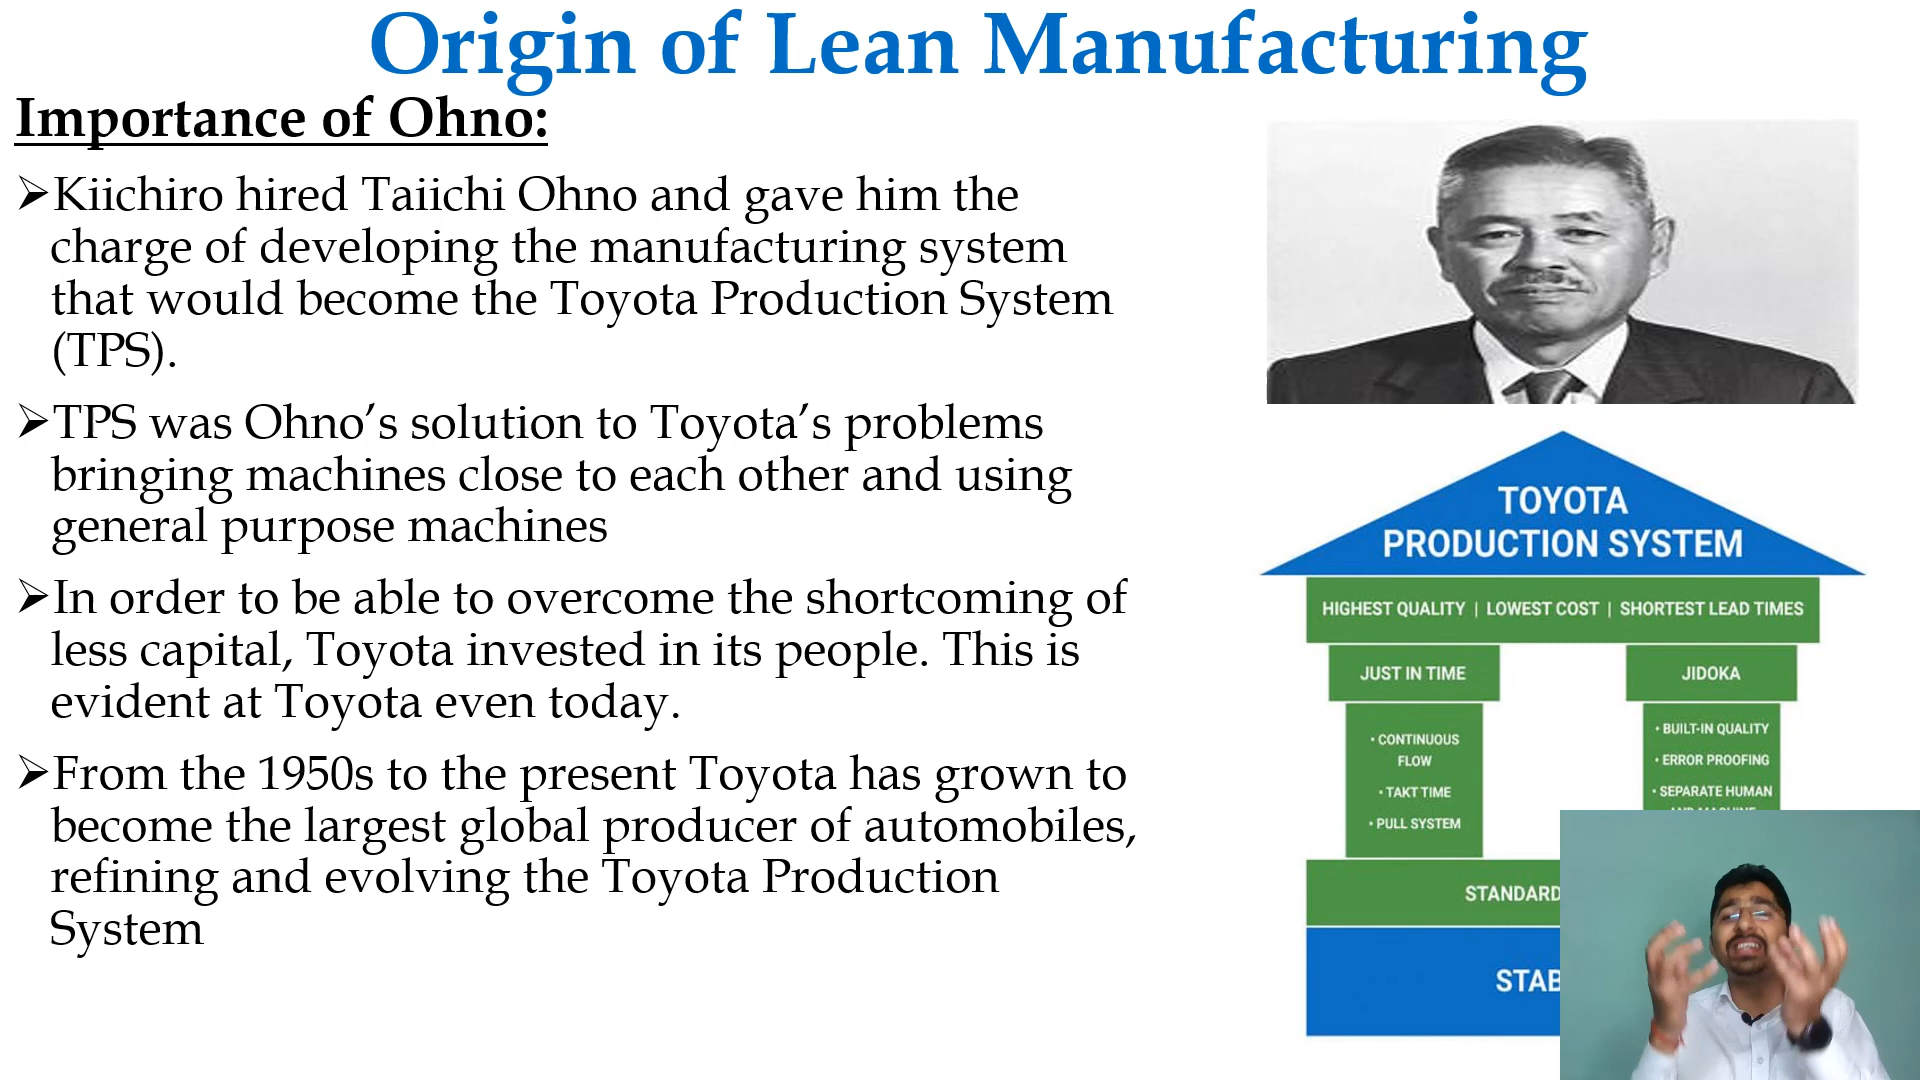 Origin of Lean Manufacturing
Importance of Ohno:
➢Kiichiro hired Taiichi Ohno and gave him the
charge of developing the manufacturing system
that would become the Toyota Production System
(TPS).
➢TPS was Ohno’s solution to Toyota’s problems
bringing machines close to each other and using
general purpose machines
➢In order to be able to overcome the shortcoming of
less capital, Toyota invested in its people. This is
evident at Toyota even today.
➢From the 1950s to the present Toyota has grown to
become the largest global producer of automobiles,
refining and evolving the Toyota Production
System
TOYOTA
PRODUCTION SYSTEM
HIGHEST QUALITY | LOWEST COST | SHORTEST LEAD TIMES
JUST IN TIME
• CONTINUOUS
FLOW
• TAKT TIME
• PULL SYSTEM
JIDOKA
• BUILT-IN QUALITY
• ERROR PROOFING
• SEPARATE HUMAN
STANDARD
STAB